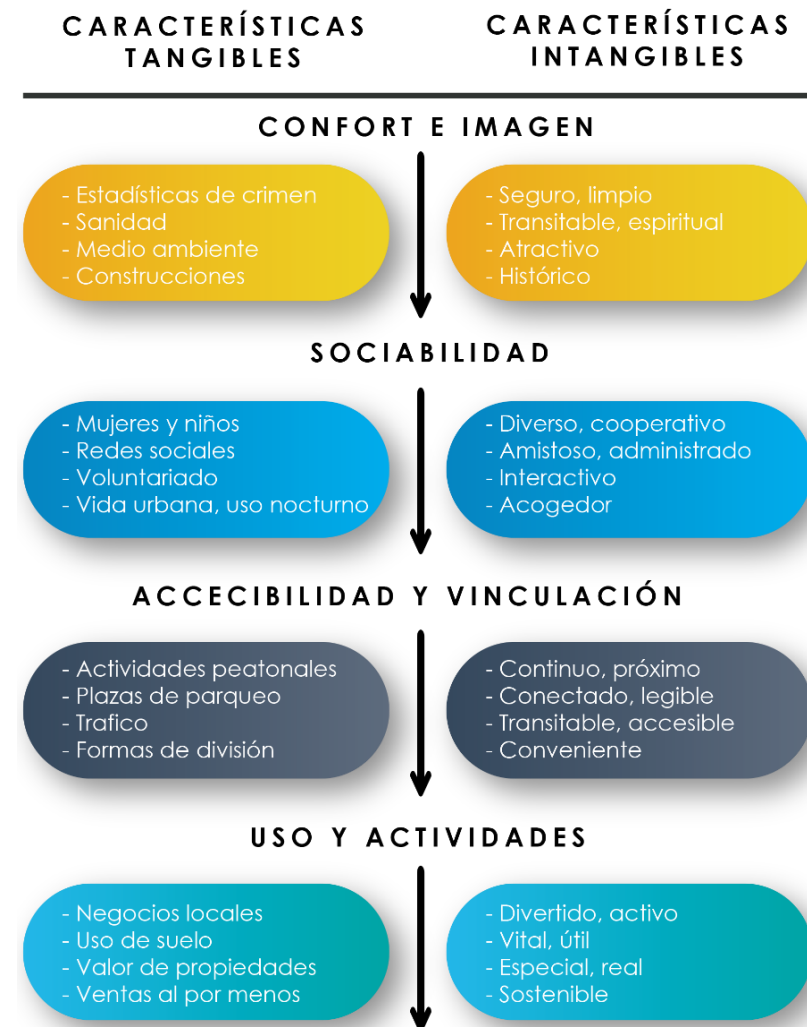 CARACTERÍSTICAS
TANGIBLES
CARACTERÍSTICAS
INTANGIBLES
CONFORT E IMAGEN
- Estadísticas de crimen
- Sanidad
- Medio ambiente
- Construcciones
- Seguro, limpio
- Transitable, espiritual
- Atractivo
- Histórico
SOCIABILIDAD
- Mujeres y niños
- Redes sociales
- Voluntariado
- Vida urbana, uso nocturno
- Diverso, cooperativo
- Amistoso, administrado
- Interactivo
- Acogedor
ACCECIBILIDAD Y VINCULACIÓN
- Actividades peatonales
- Plazas de parqueo
- Trafico
- Formas de división
- Continuo, próximo
- Conectado, legible
- Transitable, accesible
- Conveniente
USO Y ACTIVIDADES
- Negocios locales
- Uso de suelo
- Valor de propiedades
- Ventas al por menos
- Divertido, activo
- Vital, útil
- Especial, real
- Sostenible